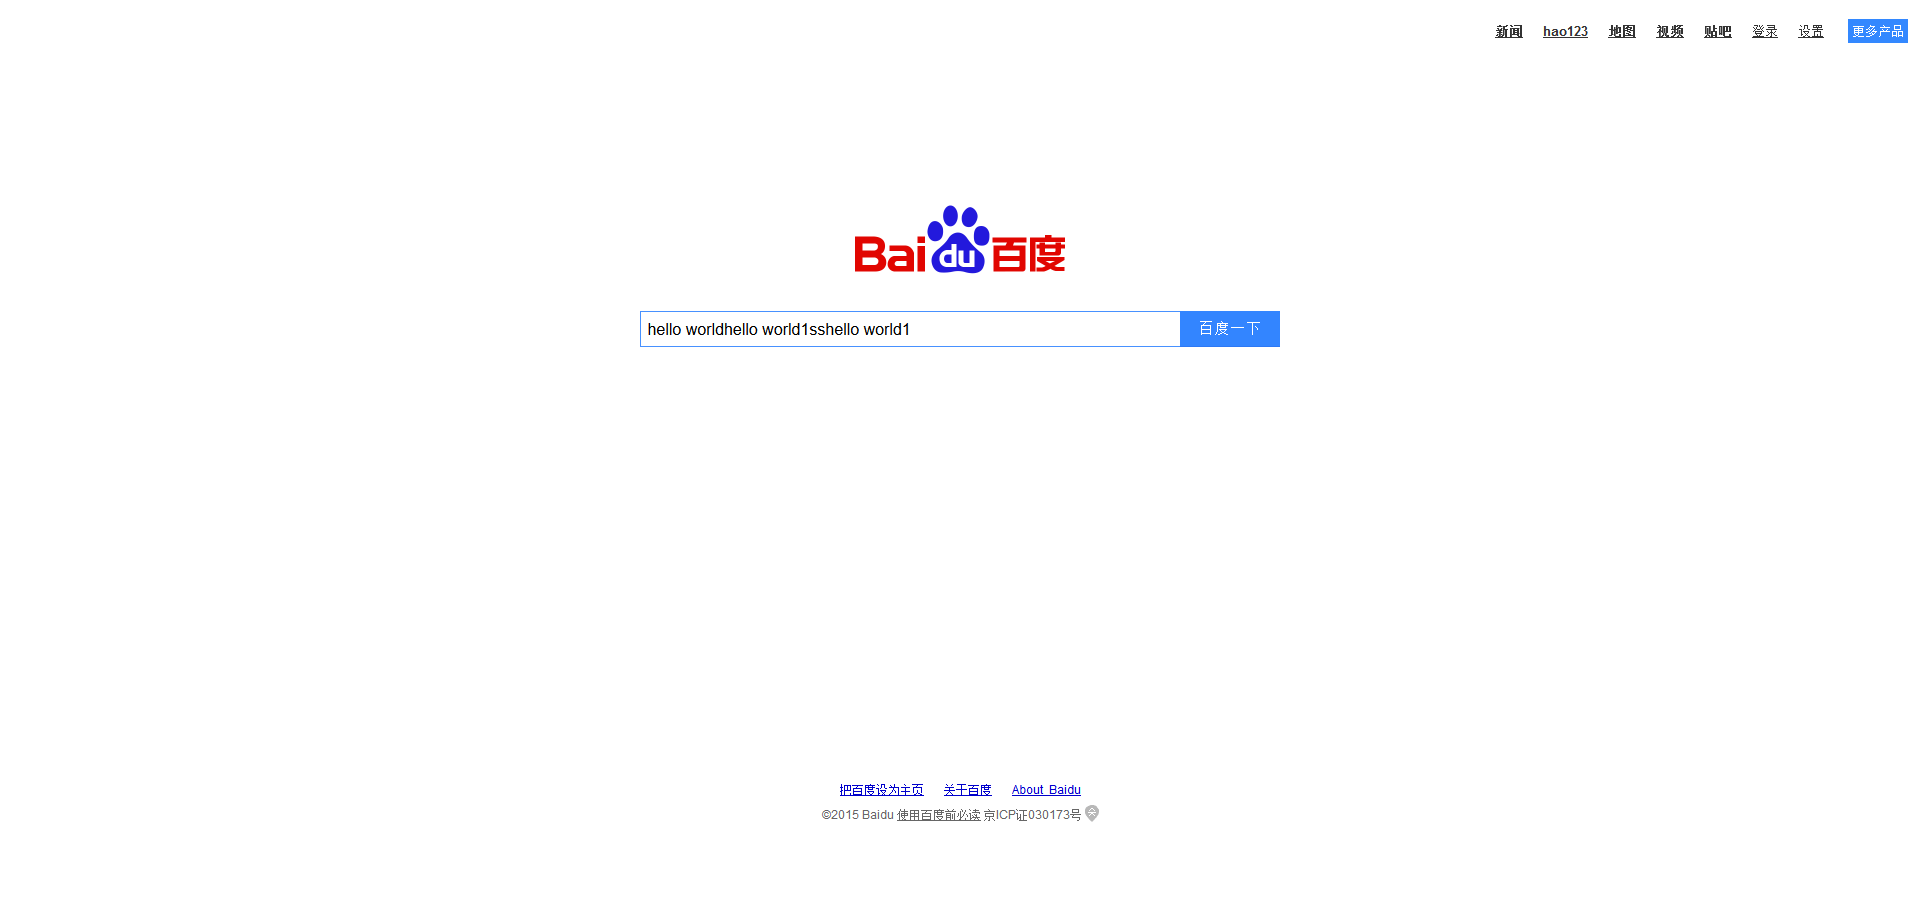 新闻 hao123 地图 视频 贴吧 登录 设置 更多产品
Bai du 百度
hello worldhello world1sshello world1 百度一下
把百度设为主页 关于百度 About Baidu
©2015 Baidu 使用百度前必读 京ICP证030173号